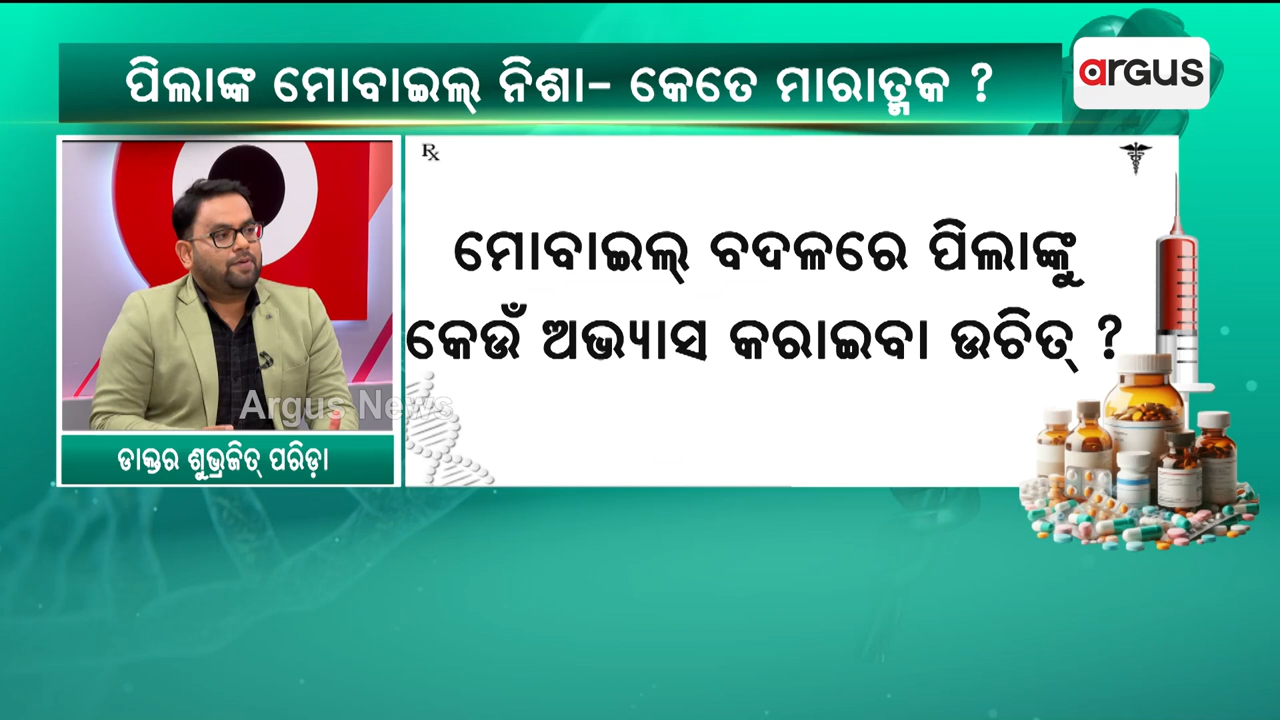 ପିଲାଙ୍କ ମୋବାଇଲ୍ ନିଶା– କେତେ ମାରାତ୍ମକ ?
argus
Rx
ମୋବାଇଲ୍ ବଦଳରେ ପିଲାଙ୍କୁ
କେଉଁ ଅଭ୍ୟାସ କରାଇବା ଉଚିତ୍ ?
Argus News
ଡାକ୍ତର ଶୁଭ୍ରଜିତ୍ ପରିଡ଼ା